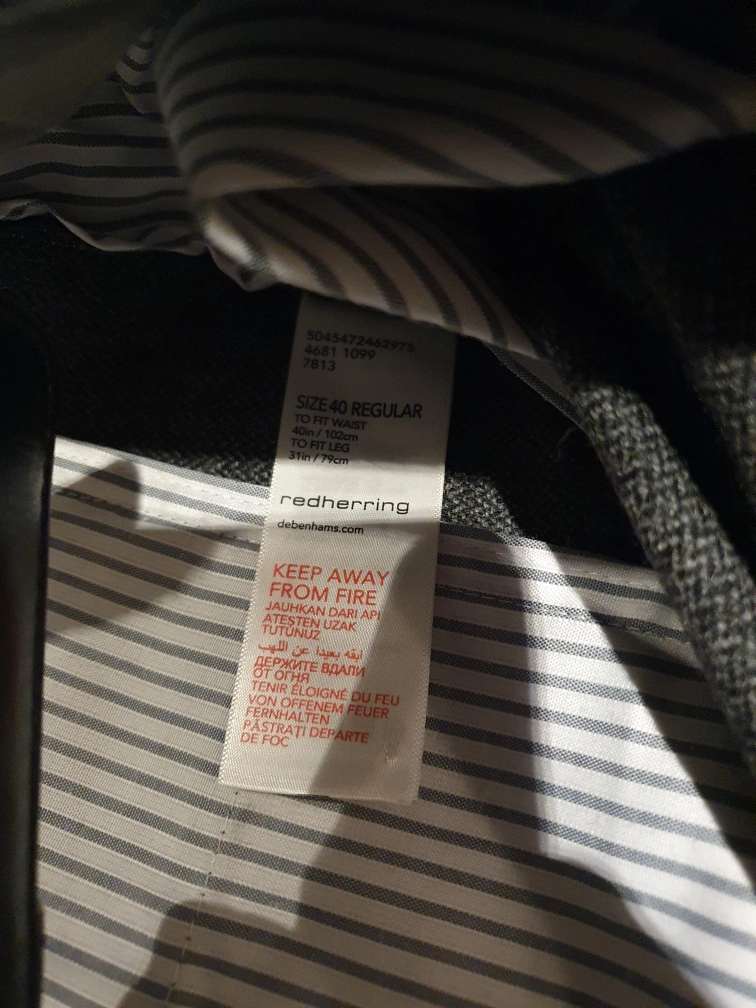 5045472462975
4681 1099
7813
SIZE 40 REGULAR
TO FIT WAIST
40in / 102cm
TO FIT LEG
31in / 79cm
redherring
debenhams.com
KEEP AWAY
FROM FIRE
JAUHKAN DARI API
ATEŞTEN UZAK
TUTUNUZ
ابقه بعيدا عن اللهب
ДЕРЖИТЕ ВДАЛИ
ОТ ОГНЯ
TENIR ÉLOIGNÉ DU FEU
VON OFFENEM FEUER
FERNHALTEN
PĂSTRAŢI DEPARTE
DE FOC